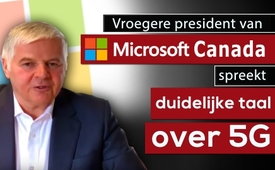 Vroegere president van
Microsoft Canada
spreekt
duidelijke taal
over 5G